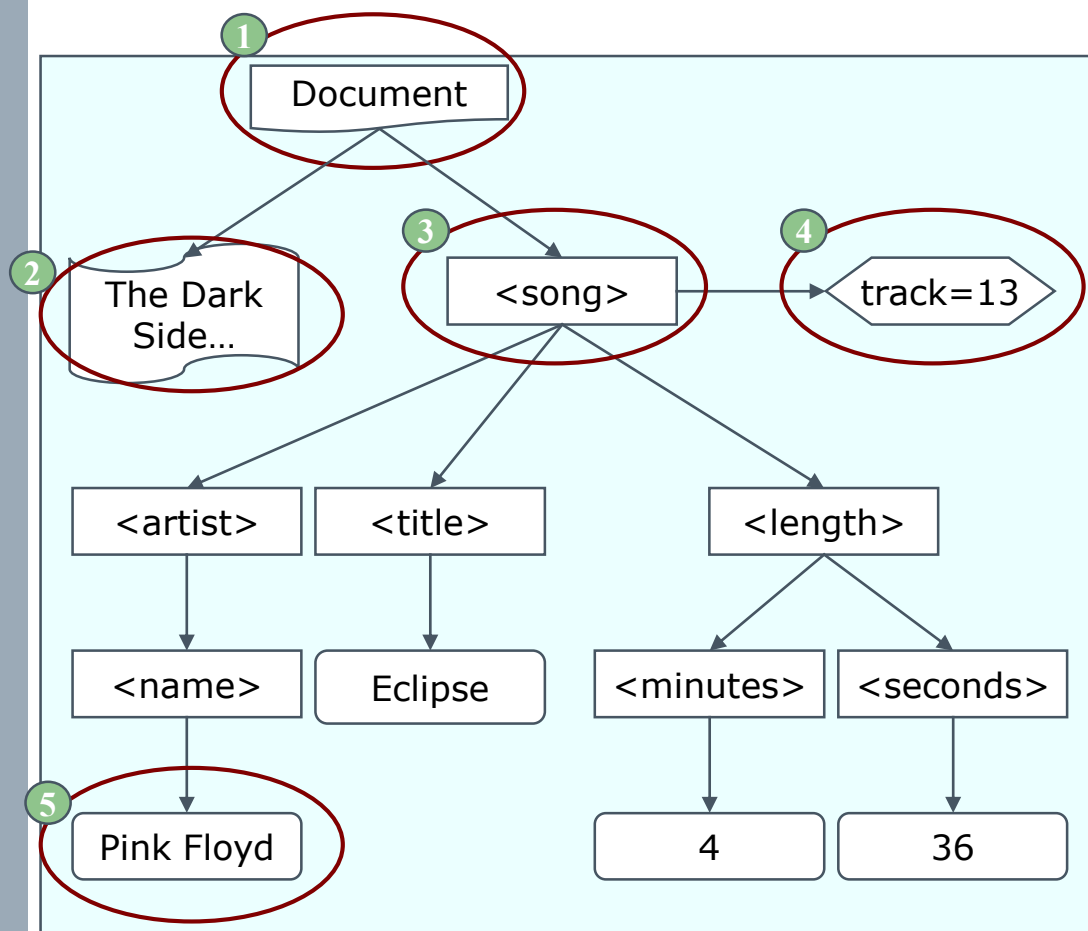 1
Document
2
The Dark
Side…
3
<song>
4
track=13
<artist>
<title>
<length>
<name>
Eclipse
<minutes>
<seconds>
5
Pink Floyd
4
36